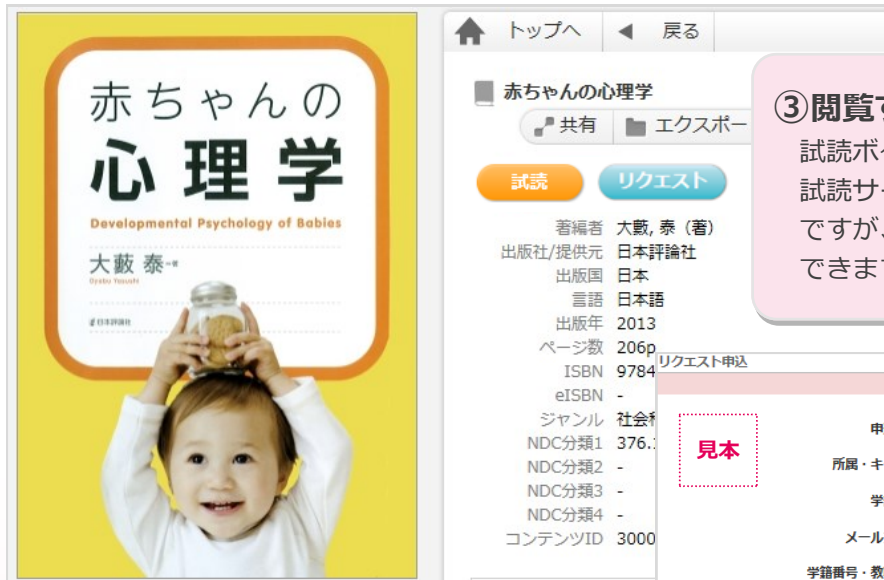 赤ちゃんの
心理学
Developmental Psychology of Babies
大藪 泰=著
Oyabu Yasushi
日本評論社
トップへ ◀ 戻る
赤ちゃんの心理学
共有 エクスポー
試読 リクエスト
著編者 大藪, 泰（著）
出版社/提供元 日本評論社
出版国 日本
言語 日本語
出版年 2013
ページ数 206p
ISBN 9784
eISBN -
ジャンル 社会科
NDC分類1 376.
NDC分類2 -
NDC分類3 -
NDC分類4 -
コンテンツID 3000
③閲覧す
試読ボ
試読サ
ですが、
できま
リクエスト申込
見本
申
所属・キ
学
メール
学籍番号・教